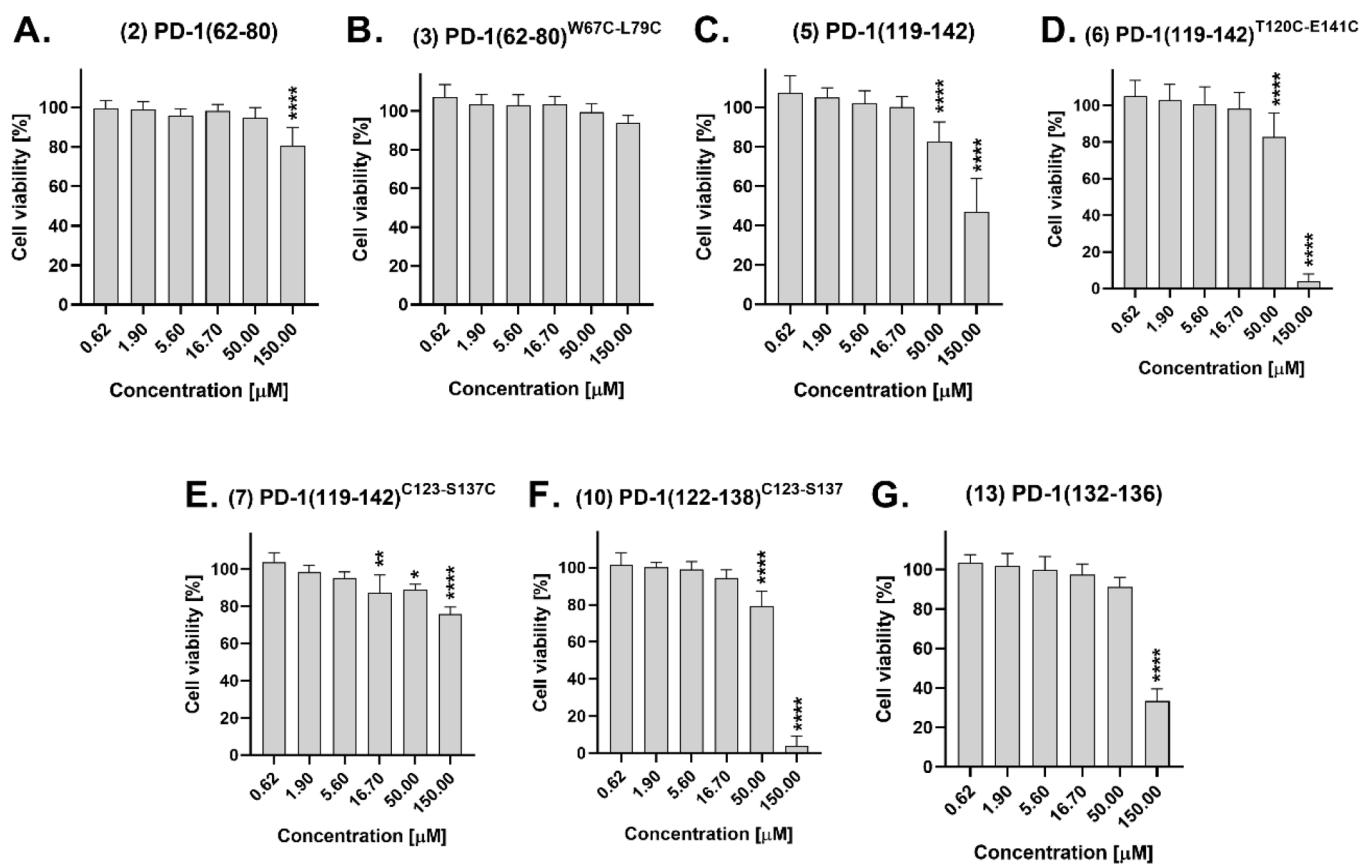 A. (2) PD-1(62-80)
Cell viability [%]
100
80
60
40
20
0
****
0.62 1.90 5.60 16.70 50.00 150.00
Concentration [μM]
B. (3) PD-1(62-80)W67C-L79C
Cell viability [%]
100
80
60
40
20
0
0.62 1.90 5.60 16.70 50.00 150.00
Concentration [μM]
C. (5) PD-1(119-142)
Cell viability [%]
100
80
60
40
20
0
**** ****
0.62 1.90 5.60 16.70 50.00 150.00
Concentration [μM]
D. (6) PD-1(119-142)T120C-E141C
Cell viability [%]
100
80
60
40
20
0
**** ****
0.62 1.90 5.60 16.70 50.00 150.00
Concentration [μM]
E. (7) PD-1(119-142)C123-S137C
Cell viability [%]
100
80
60
40
20
0
** * ****
0.62 1.90 5.60 16.70 50.00 150.00
Concentration [μM]
F. (10) PD-1(122-138)C123-S137
Cell viability [%]
100
80
60
40
20
0
**** ****
0.62 1.90 5.60 16.70 50.00 150.00
Concentration [μM]
G. (13) PD-1(132-136)
Cell viability [%]
100
80
60
40
20
0
****
0.62 1.90 5.60 16.70 50.00 150.00
Concentration [μM]